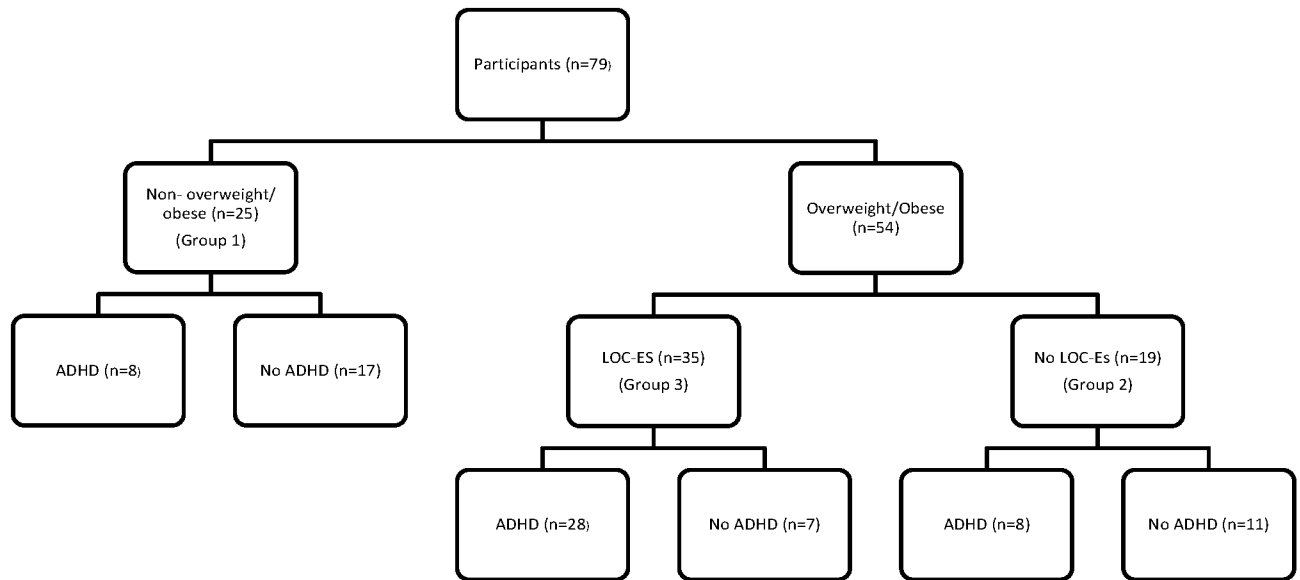 Participants (n=79)
Non- overweight/
obese (n=25)
(Group 1)
Overweight/Obese
(n=54)
ADHD (n=8)
No ADHD (n=17)
LOC-ES (n=35)
(Group 3)
No LOC-Es (n=19)
(Group 2)
ADHD (n=28)
No ADHD (n=7)
ADHD (n=8)
No ADHD (n=11)